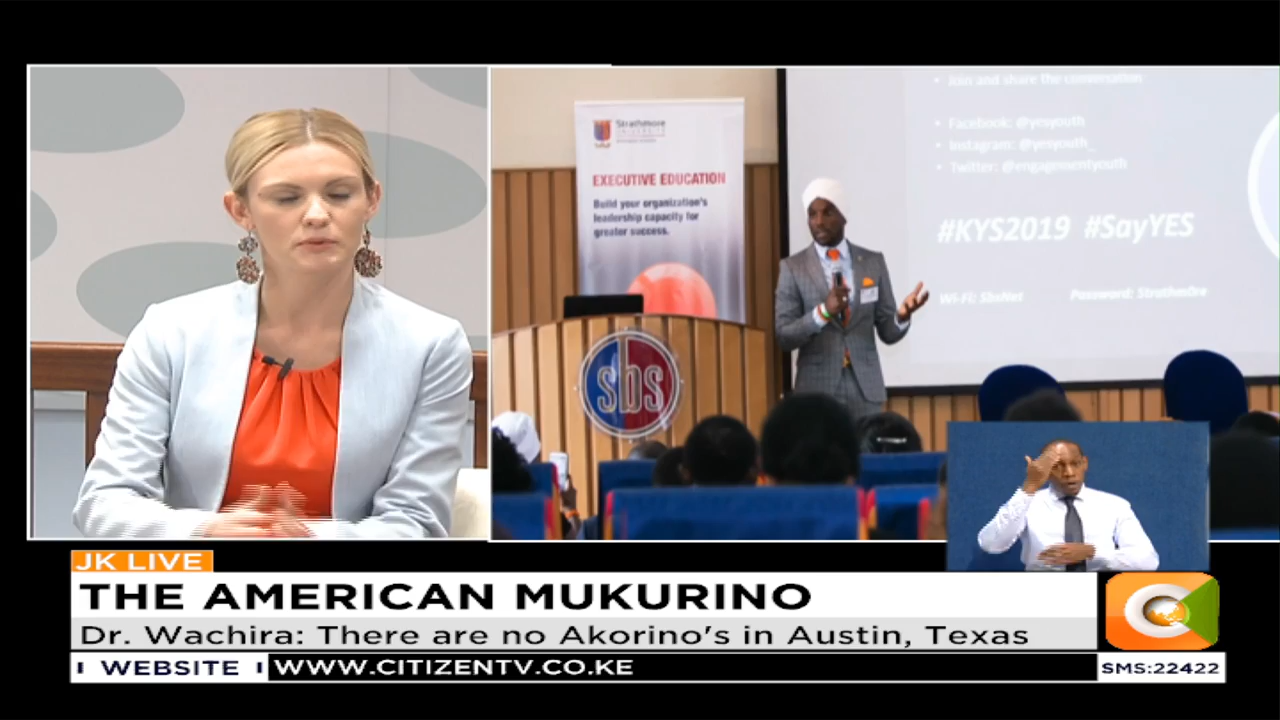 Strathmore
UNIVERSITY
EXECUTIVE EDUCATION
Build your organization's
leadership capacity for
greater success.
• Join and share the conversation
• Facebook: @yesyouth
• Instagram: @yesyouth_
• Twitter: @engagementyouth
#KYS2019 #SayYES
Wi-Fi: SbsNet Password: Strathm0re
sbs
JK LIVE
THE AMERICAN MUKURINO
Dr. Wachira: There are no Akorino's in Austin, Texas
WEBSITE WWW.CITIZENTV.CO.KE
SMS:22422